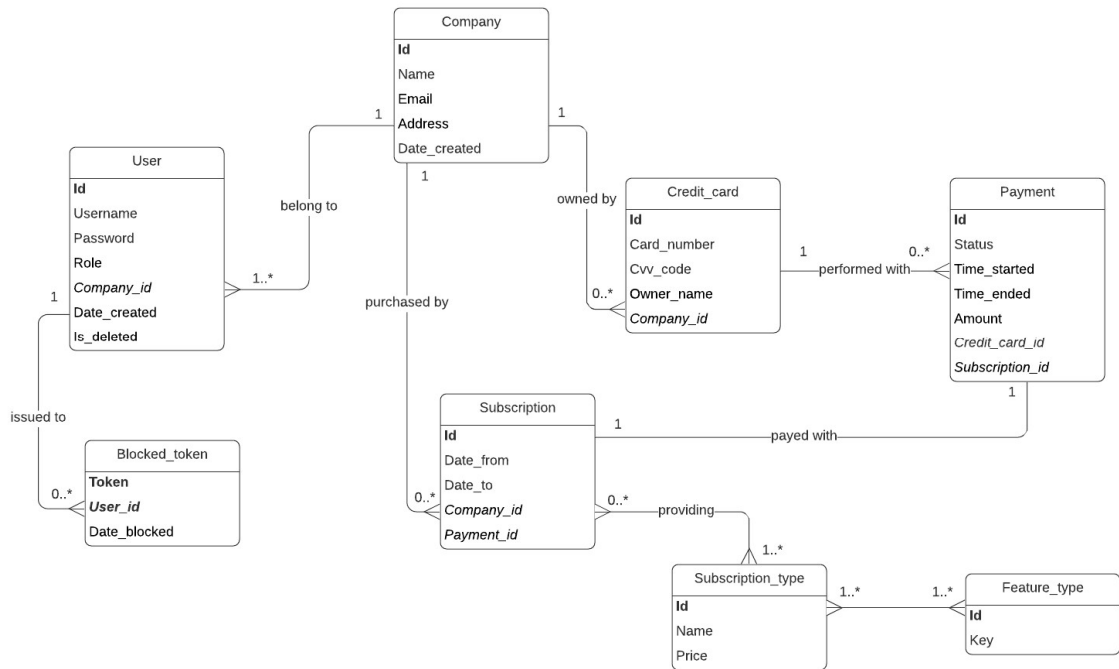 Company
Id
Name
Email
Address
Date_created
1
1
1
belong to
owned by
purchased by
User
Id
Username
Password
Role
Company_id
Date_created
Is_deleted
1..*
1
issued to
Blocked_token
Token
User_id
Date_blocked
0..*
Credit_card
Id
Card_number
Cvv_code
Owner_name
Company_id
0..*
1
performed with
0..*
Payment
Id
Status
Time_started
Time_ended
Amount
Credit_card_id
Subscription_id
1
Subscription
Id
Date_from
Date_to
Company_id
Payment_id
0..*
1
payed with
0..*
providing
1..*
Subscription_type
Id
Name
Price
1..*
1..*
Feature_type
Id
Key